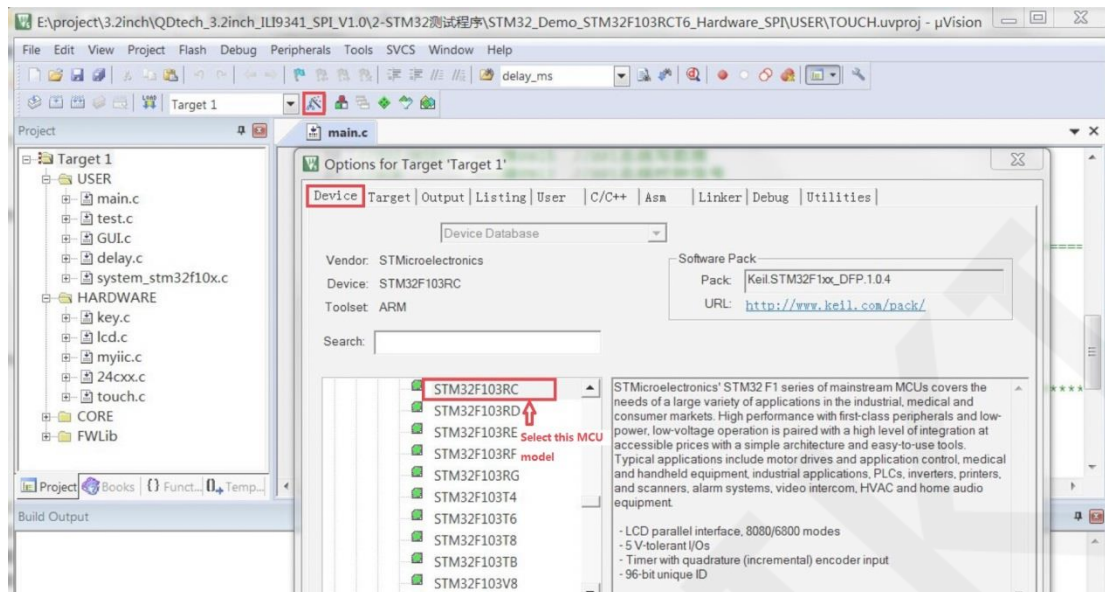 E:\project\3.2inch\QDtech_3.2inch_ILI9341_SPI_V1.0\2-STM32测试程序\STM32_Demo_STM32F103RCT6_Hardware_SPI\USER\TOUCH.uvproj - µVision
File Edit View Project Flash Debug Peripherals Tools SVCS Window Help
delay_ms
Target 1
Project
main.c
Target 1
USER
main.c
test.c
GUI.c
delay.c
system_stm32f10x.c
HARDWARE
key.c
lcd.c
myiic.c
24cxx.c
touch.c
CORE
FWLib
Project Books {} Funct... Temp...
Build Output
Options for Target 'Target 1'
Device Target Output Listing User C/C++ Asm Linker Debug Utilities
Device Database
Vendor: STMicroelectronics
Device: STM32F103RC
Toolset: ARM
Search:
Software Pack
Pack: Keil.STM32F1xx_DFP.1.0.4
URL: http://www.keil.com/pack/
STM32F103RC
STM32F103RD
STM32F103RE
STM32F103RF
STM32F103RG
STM32F103T4
STM32F103T6
STM32F103T8
STM32F103TB
STM32F103V8
Select this MCU
model
STMicroelectronics' STM32 F1 series of mainstream MCUs covers the
needs of a large variety of applications in the industrial, medical and
consumer markets. High performance with first-class peripherals and low-
power, low-voltage operation is paired with a high level of integration at
accessible prices with a simple architecture and easy-to-use tools.
Typical applications include motor drives and application control, medical
and handheld equipment, industrial applications, PLCs, inverters, printers,
and scanners, alarm systems, video intercom, HVAC and home audio
equipment.
- LCD parallel interface, 8080/6800 modes
- 5 V-tolerant I/Os
- Timer with quadrature (incremental) encoder input
- 96-bit unique ID